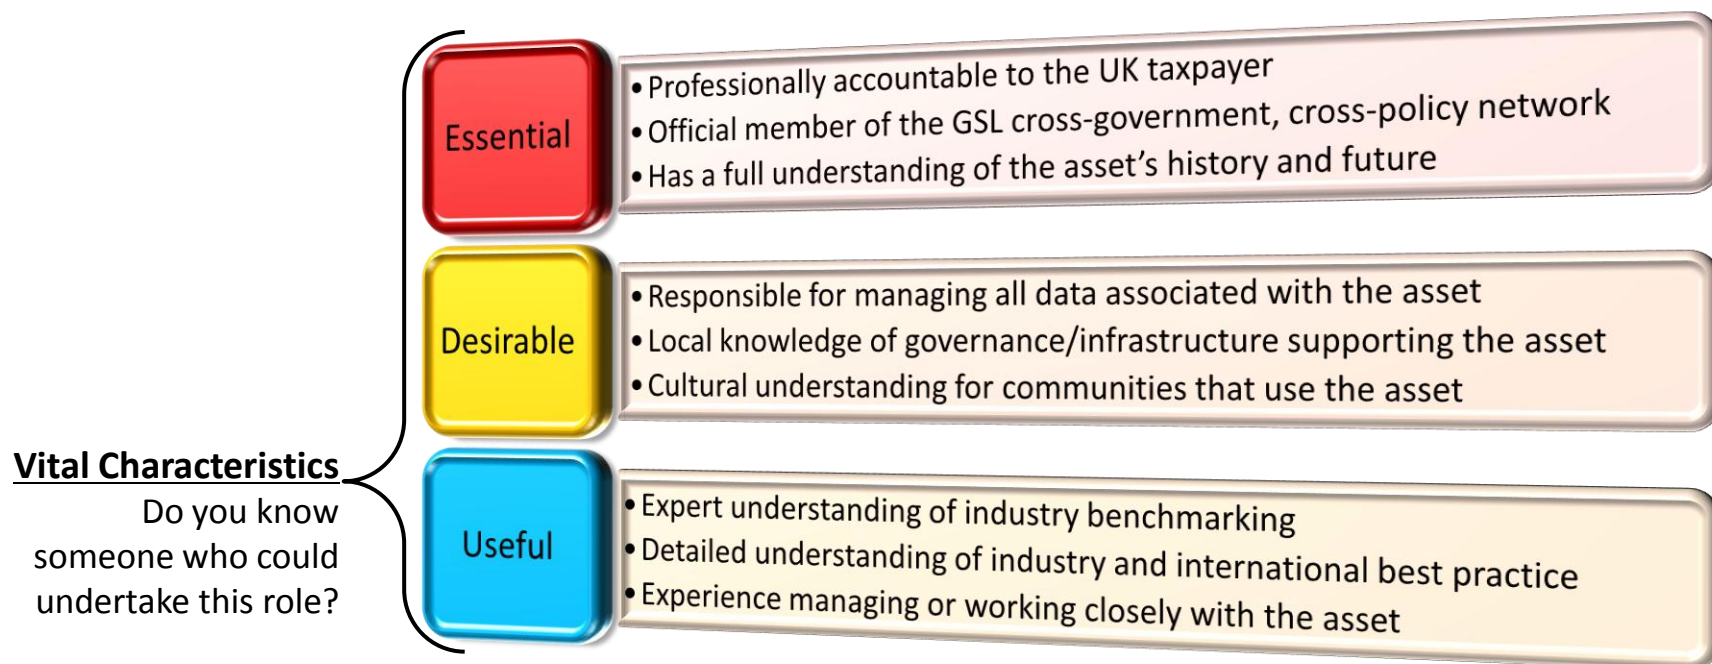 Vital Characteristics
Do you know
someone who could
undertake this role?
Essential
• Professionally accountable to the UK taxpayer
• Official member of the GSL cross-government, cross-policy network
• Has a full understanding of the asset’s history and future
Desirable
• Responsible for managing all data associated with the asset
• Local knowledge of governance/infrastructure supporting the asset
• Cultural understanding for communities that use the asset
Useful
• Expert understanding of industry benchmarking
• Detailed understanding of industry and international best practice
• Experience managing or working closely with the asset